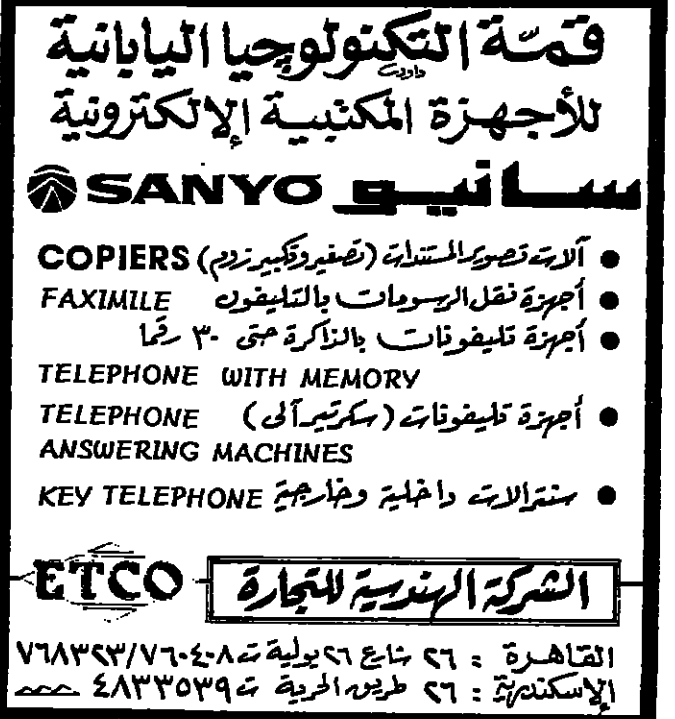 قمة التكنولوجيا اليابانية
للأجهزة المكتبية الإلكترونية
SANYO سانيو
● آلات تصوير المستندات (تصغير وتكبير زووم) COPIERS
● أجهزة نقل الرسومات بالتليفون FAXIMILE
● أجهزة تليفونات بالذاكرة حتى ٣٠ رقما
TELEPHONE WITH MEMORY
● أجهزة تليفونات (سكرتير آلى) TELEPHONE
ANSWERING MACHINES
● سنترالات داخلية وخارجية KEY TELEPHONE
ETCO الشركة الهندسية للتجارة
القاهرة : ٢٦ شارع ٢٦ يولية ت ٧٦٠٤٠٨/٧٦٨٣٢٣
الإسكندرية : ٢٦ طريق الحرية ت ٤٨٣٣٥٣٩